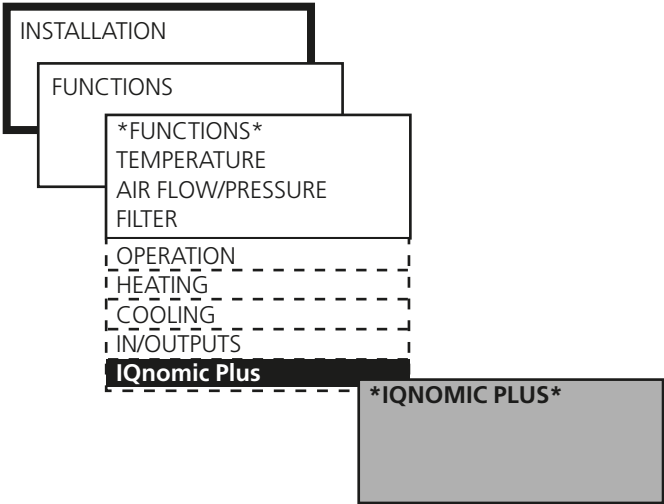 INSTALLATION
FUNCTIONS
*FUNCTIONS*
TEMPERATURE
AIR FLOW/PRESSURE
FILTER
OPERATION
HEATING
COOLING
IN/OUTPUTS
IQnomic Plus
*IQNOMIC PLUS*